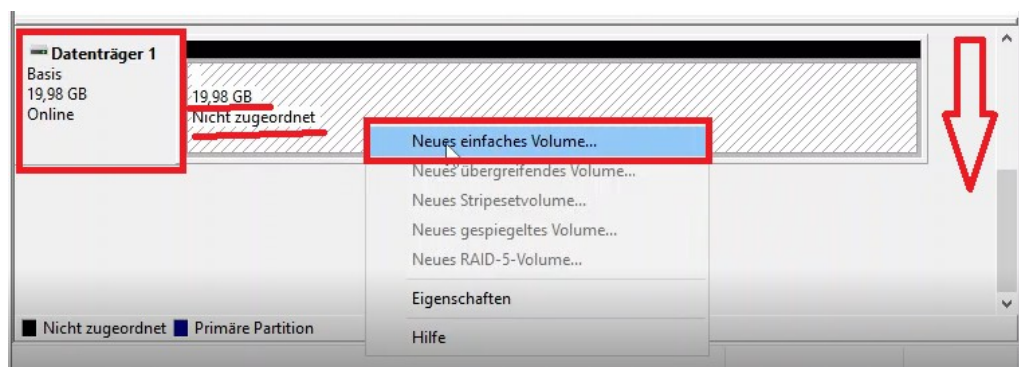 Datenträger 1
Basis
19,98 GB
Online
19,98 GB
Nicht zugeordnet
Neues einfaches Volume...
Neues übergreifendes Volume...
Neues Stripesetvolume...
Neues gespiegeltes Volume...
Neues RAID-5-Volume...
Eigenschaften
Hilfe
Nicht zugeordnet Primäre Partition